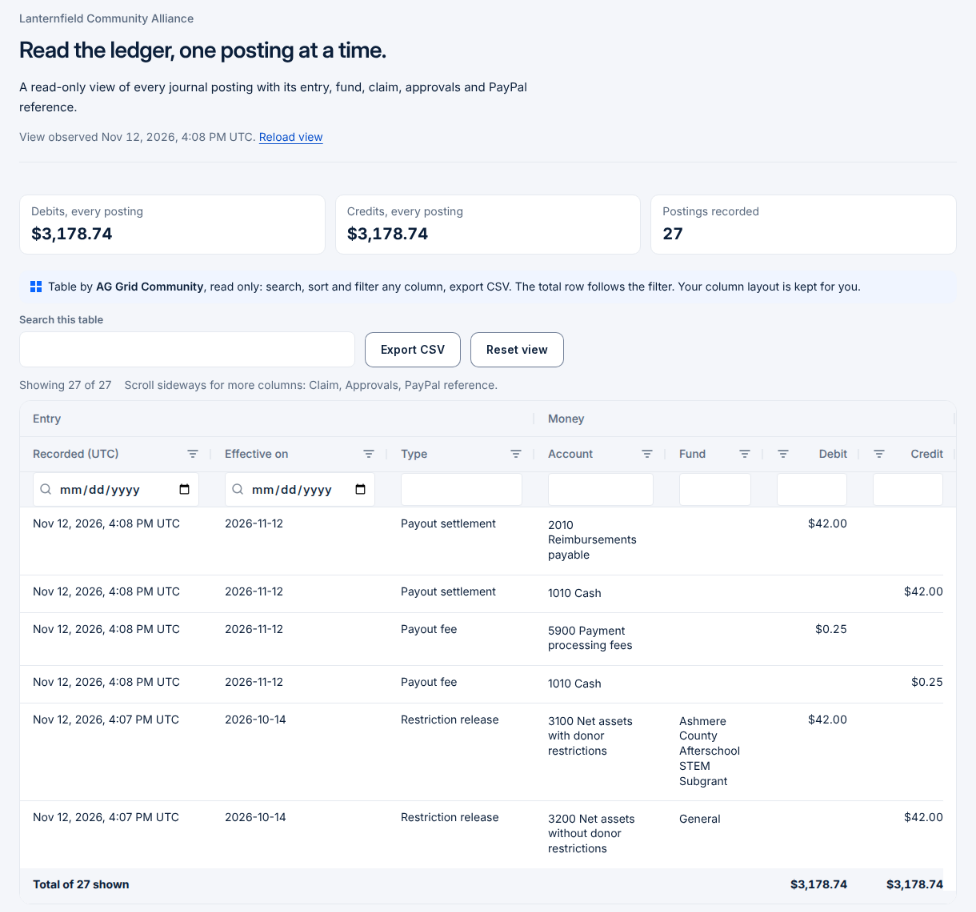 Lanternfield Community Alliance
Read the ledger, one posting at a time.
A read-only view of every journal posting with its entry, fund, claim, approvals and PayPal
reference.
View observed Nov 12, 2026, 4:08 PM UTC. Reload view
Debits, every posting
$3,178.74
Credits, every posting
$3,178.74
Postings recorded
27
Table by AG Grid Community, read only: search, sort and filter any column, export CSV. The total row follows the filter. Your column layout is kept for you.
Search this table
Export CSV
Reset view
Showing 27 of 27 Scroll sideways for more columns: Claim, Approvals, PayPal reference.
Entry Money
Recorded (UTC) Effective on Type Account Fund Debit Credit
mm/dd/yyyy mm/dd/yyyy
Nov 12, 2026, 4:08 PM UTC 2026-11-12 Payout settlement 2010 $42.00
Reimbursements
payable
Nov 12, 2026, 4:08 PM UTC 2026-11-12 Payout settlement 1010 Cash $42.00
Nov 12, 2026, 4:08 PM UTC 2026-11-12 Payout fee 5900 Payment $0.25
processing fees
Nov 12, 2026, 4:08 PM UTC 2026-11-12 Payout fee 1010 Cash $0.25
Nov 12, 2026, 4:07 PM UTC 2026-10-14 Restriction release 3100 Net assets Ashmere $42.00
with donor County
restrictions Afterschool
STEM
Subgrant
Nov 12, 2026, 4:07 PM UTC 2026-10-14 Restriction release 3200 Net assets General $42.00
without donor
restrictions
Total of 27 shown $3,178.74 $3,178.74